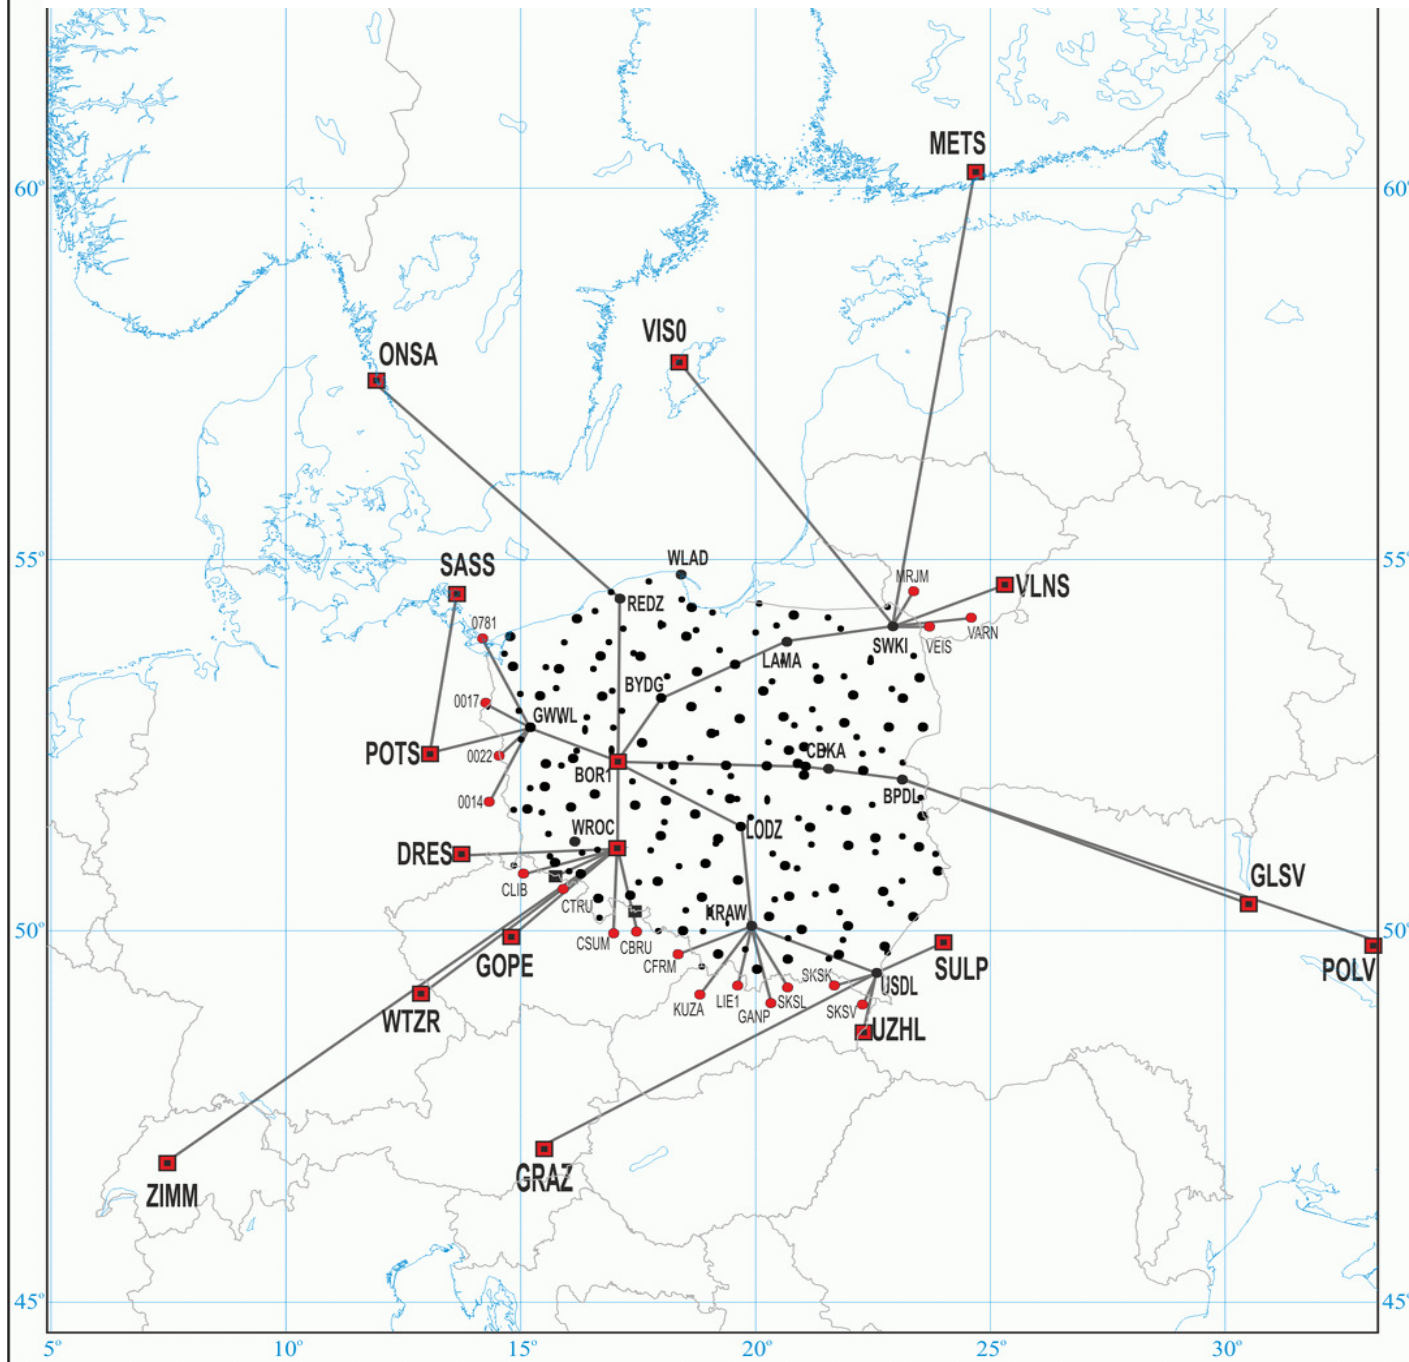 METS
60°
60°
VIS0
ONSA
55°
55°
WLAD
SASS
MRJM
VLNS
REDZ
0781
VARN
SWKI
VEIS
LAMA
BYDG
0017
GWWL
CBKA
POTS
0022
BOR1
BPDL
0014
WROC
LODZ
DRES
GLSV
CLIB
CTRU
KRAW
50°
50°
CSUM
CBRU
CFRM
GOPE
SULP
POLV
SKSK
USDL
KUZA
LIE1
GANP
SKSL
SKSV
WTZR
UZHL
GRAZ
ZIMM
45°
45°
5°
10°
15°
20°
25°
30°